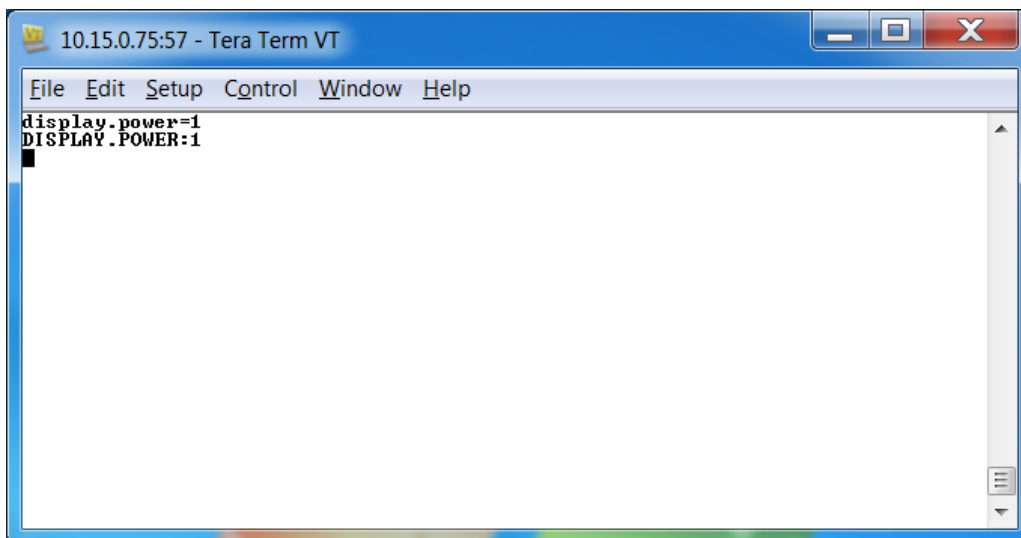 10.15.0.75:57 - Tera Term VT
File Edit Setup Control Window Help
display.power=1
DISPLAY.POWER:1